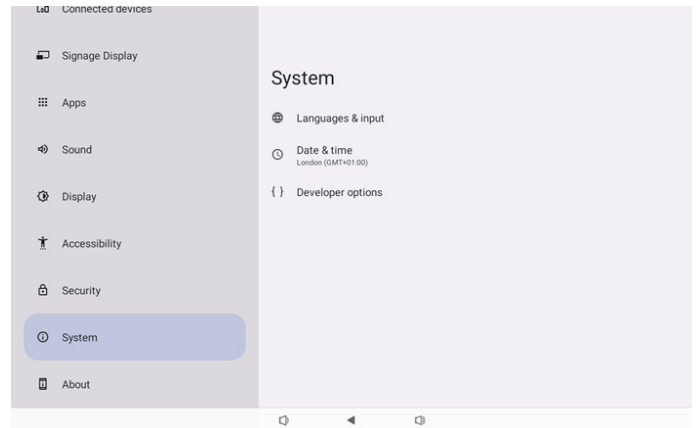 Connected devices
Signage Display
Apps
Sound
Display
Accessibility
Security
System
About
System
Languages & input
Date & time
London (GMT+01:00)
Developer options